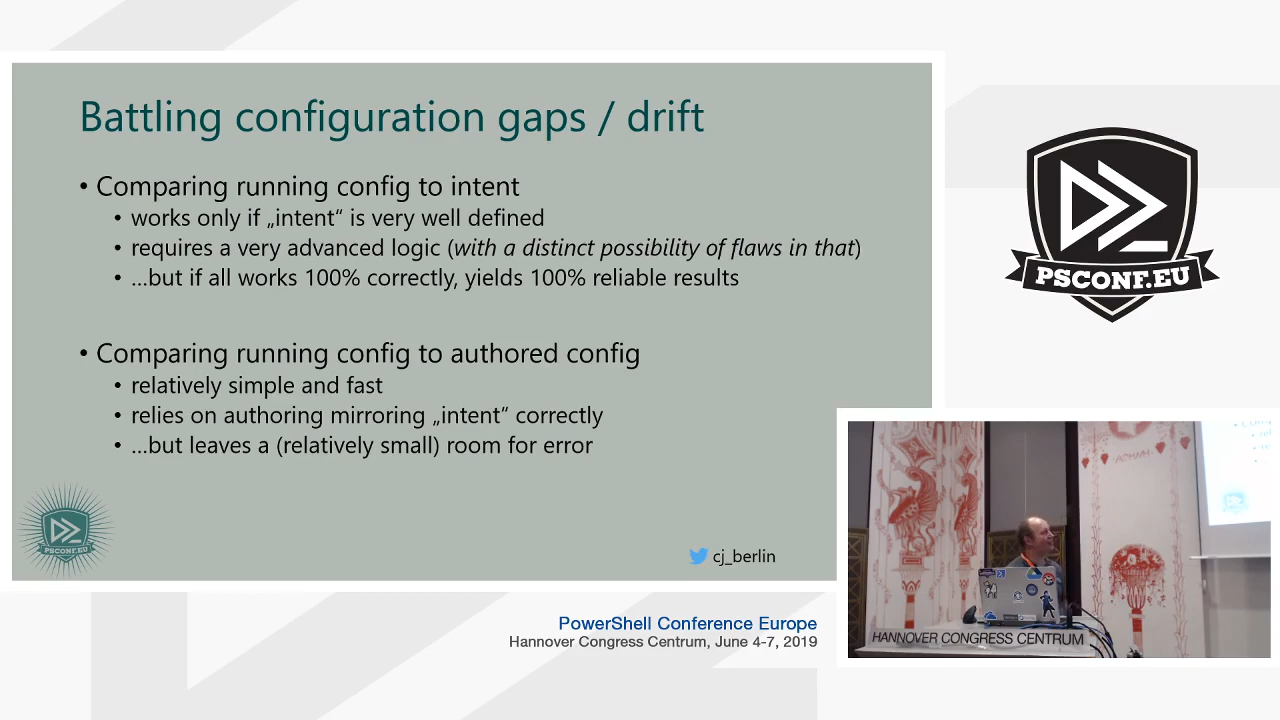 Battling configuration gaps / drift
• Comparing running config to intent
• works only if „intent“ is very well defined
• requires a very advanced logic (with a distinct possibility of flaws in that)
• …but if all works 100% correctly, yields 100% reliable results
• Comparing running config to authored config
• relatively simple and fast
• relies on authoring mirroring „intent“ correctly
• …but leaves a (relatively small) room for error
PSCONF.EU
cj_berlin
PSCONF.EU
PowerShell Conference Europe
Hannover Congress Centrum, June 4-7, 2019
HANNOVER CONGRESS CENTRUM